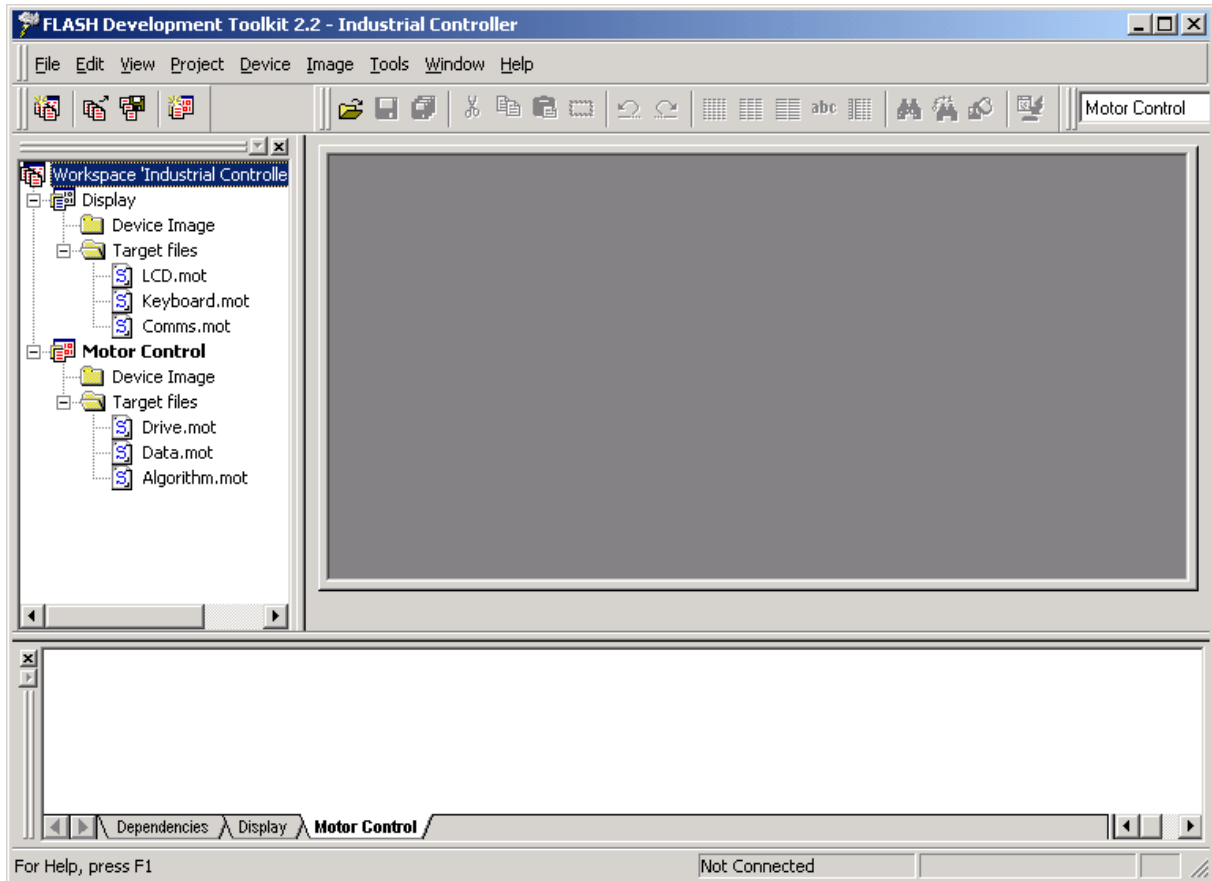 FLASH Development Toolkit 2.2 - Industrial Controller
File Edit View Project Device Image Tools Window Help
abc
Motor Control
Workspace 'Industrial Controlle
Display
Device Image
Target files
LCD.mot
Keyboard.mot
Comms.mot
Motor Control
Device Image
Target files
Drive.mot
Data.mot
Algorithm.mot
Dependencies Display Motor Control
For Help, press F1 Not Connected